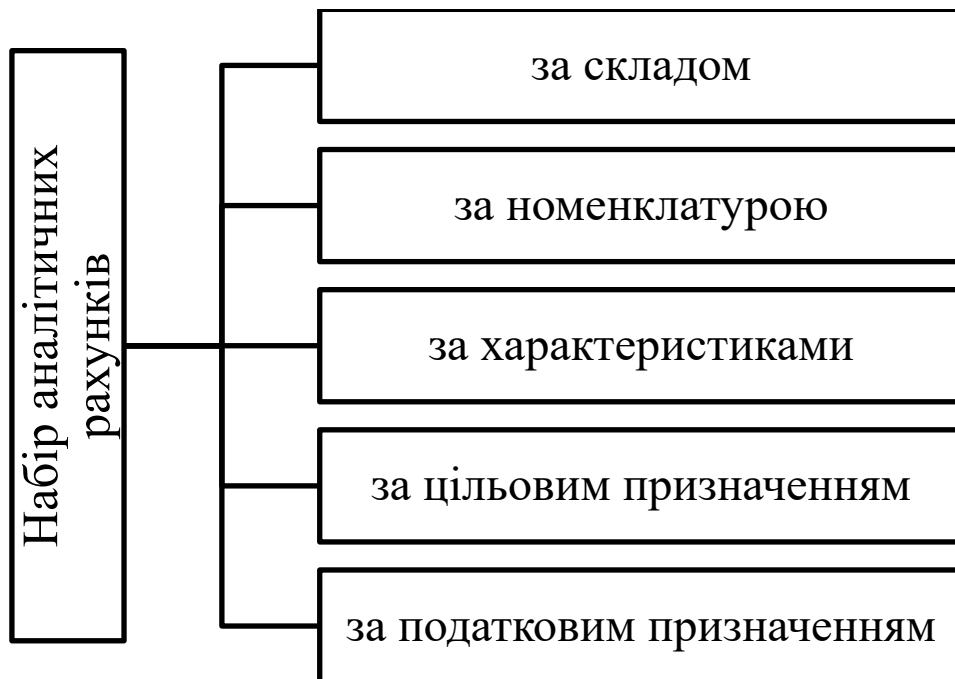 Набір аналітичних
рахунків
за складом
за номенклатурою
за характеристиками
за цільовим призначенням
за податковим призначенням